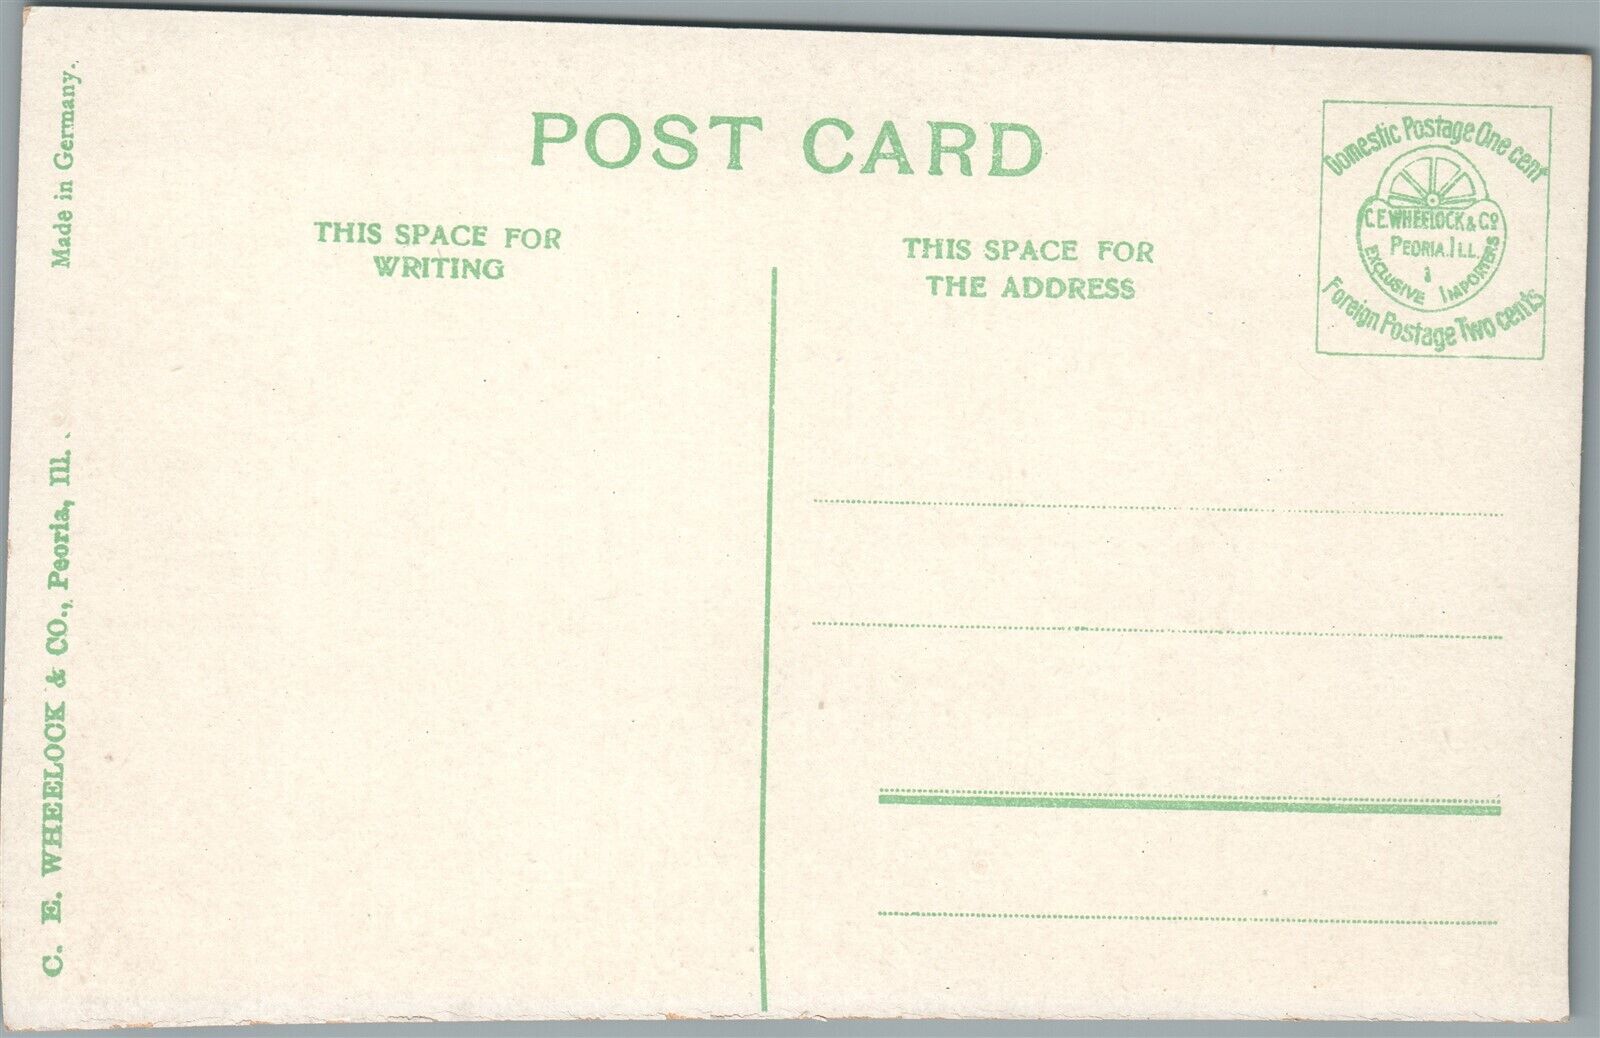 POST CARD
THIS SPACE FOR
WRITING
THIS SPACE FOR
THE ADDRESS
Domestic Postage One cent
C.E. WHEELOCK & Co
PEORIA. ILL.
EXCLUSIVE IMPORTERS
Foreign Postage Two cents
Made in Germany.
C. E. WHEELOCK & CO., Peoria, Ill.